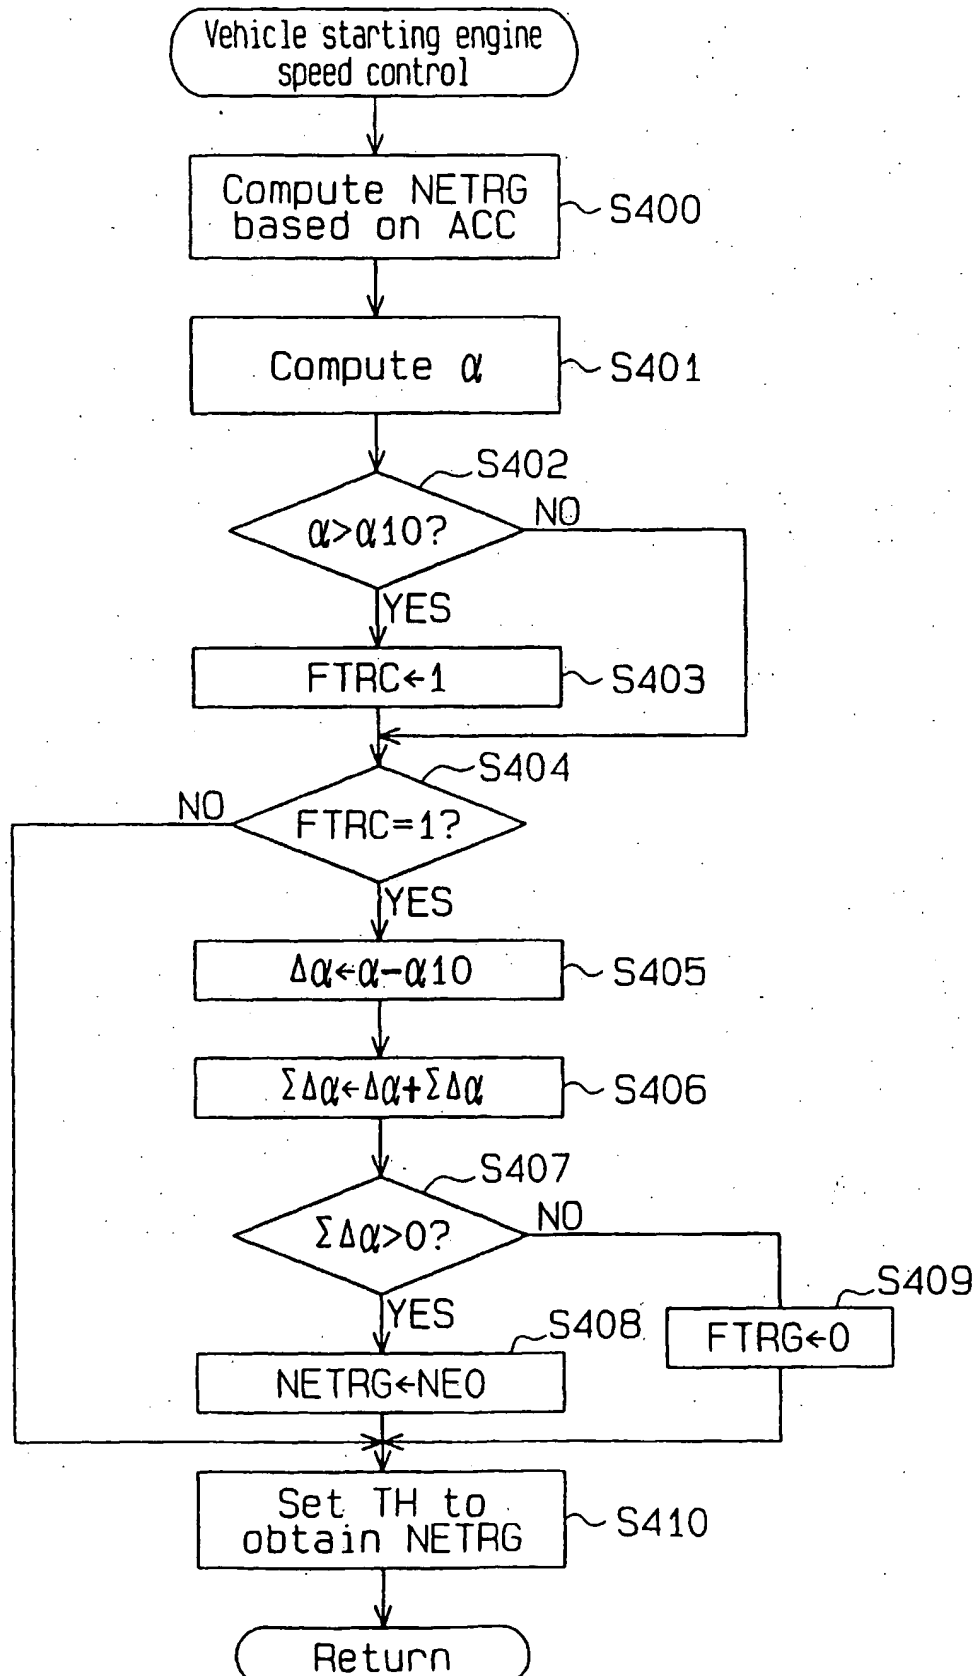 Vehicle starting engine
speed control
Compute NETRG
based on ACC
S400
Compute α
S401
S402
α>α10?
NO
YES
FTRC←1
S403
S404
NO
FTRC=1?
YES
Δα←α-α10
S405
ΣΔα←Δα+ΣΔα
S406
S407
ΣΔα>0?
NO
YES
S409
FTRG←0
S408
NETRG←NE0
Set TH to
obtain NETRG
S410
Return